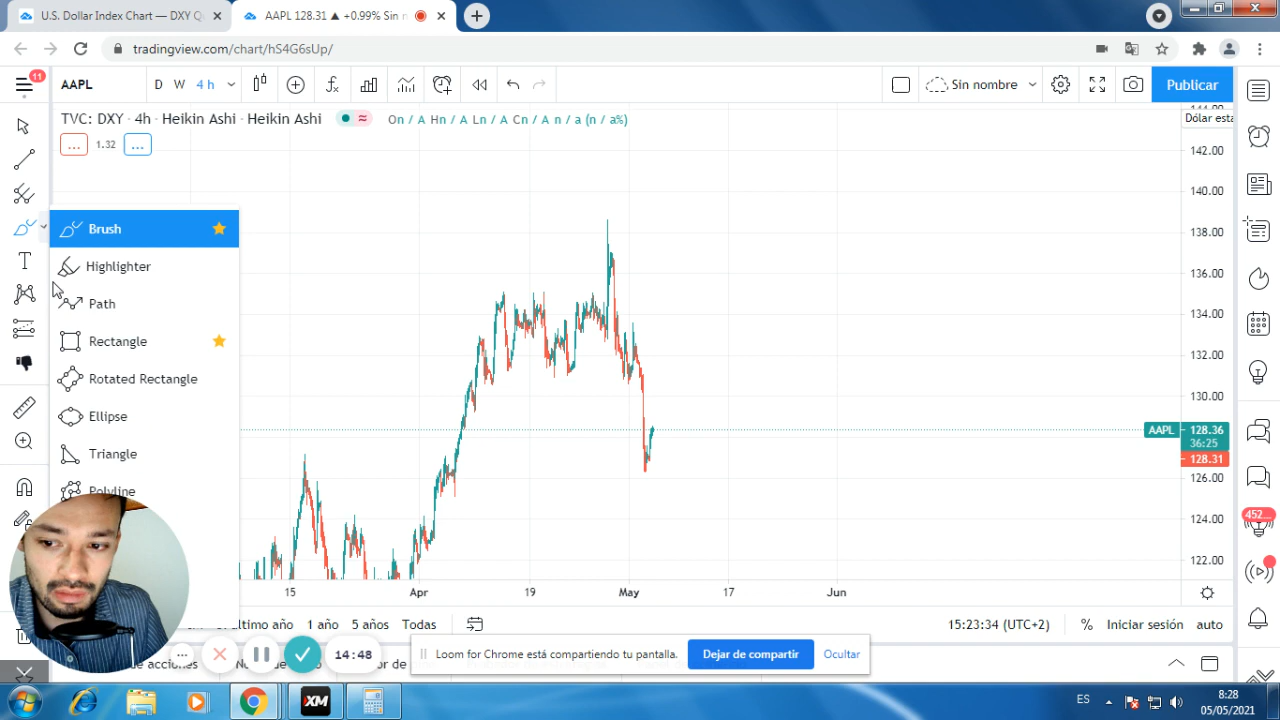 U.S. Dollar Index Chart — DXY Q
AAPL 128.31 ▲ +0.99% Sin n
tradingview.com/chart/hS4G6sUp/
11
AAPL
D W 4 h
Sin nombre
Publicar
TVC: DXY · 4h · Heikin Ashi · Heikin Ashi
On / A Hn / A Ln / A Cn / A n / a (n / a%)
... 1.32 ...
Dólar esta
142.00
140.00
138.00
136.00
134.00
132.00
130.00
AAPL 128.36
36:25
128.31
126.00
124.00
122.00
Brush
Highlighter
Path
Rectangle
Rotated Rectangle
Ellipse
Triangle
Polyline
452...
15 Apr 19 May 17 Jun
último año 1 año 5 años Todas
15:23:34 (UTC+2) % Iniciar sesión auto
14:48
Loom for Chrome está compartiendo tu pantalla. Dejar de compartir Ocultar
de acciones
XM
ES
8:28
05/05/2021